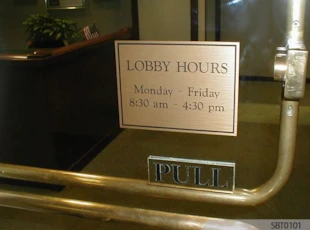 LOBBY HOURS
Monday - Friday
8:30 am - 4:30 pm
PULL
SBT0101